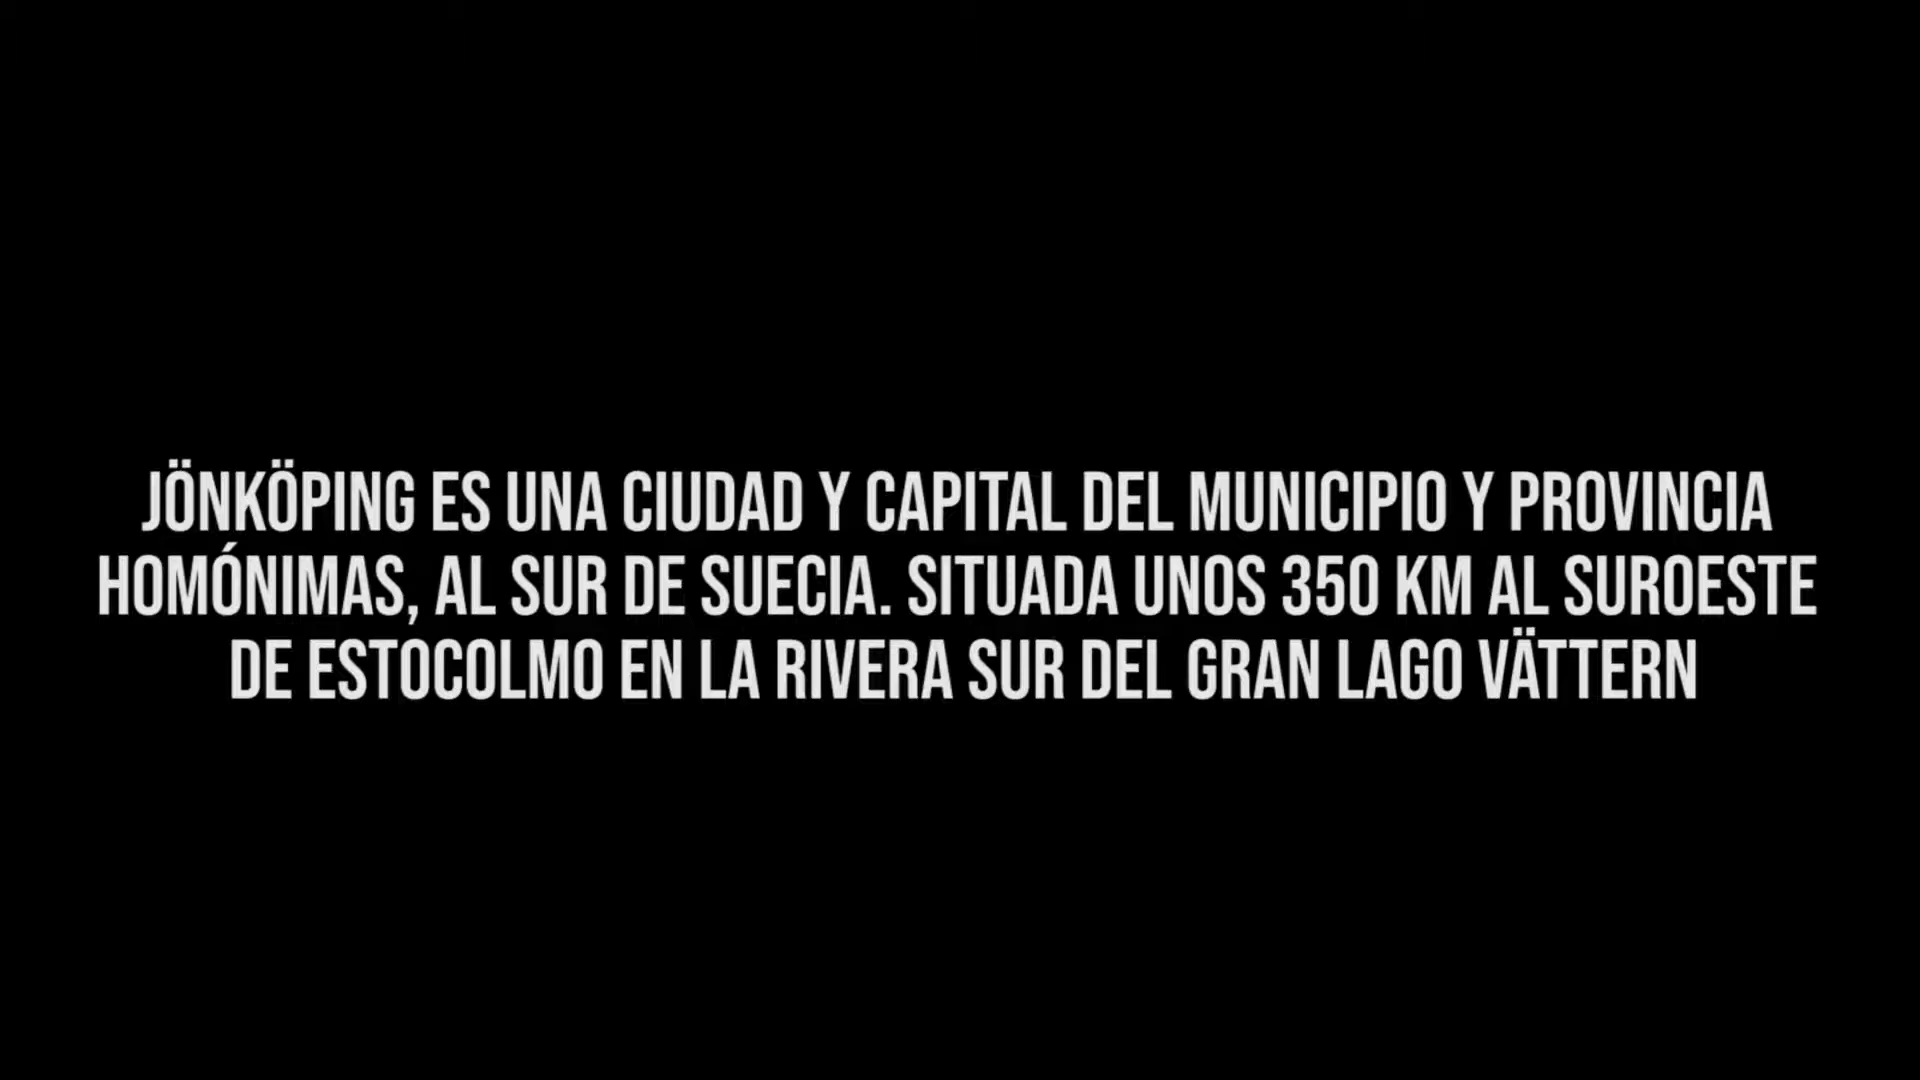 JÖNKÖPING ES UNA CIUDAD Y CAPITAL DEL MUNICIPIO Y PROVINCIA
HOMÓNIMAS, AL SUR DE SUECIA. SITUADA UNOS 350 KM AL SUROESTE
DE ESTOCOLMO EN LA RIVERA SUR DEL GRAN LAGO VÄTTERN